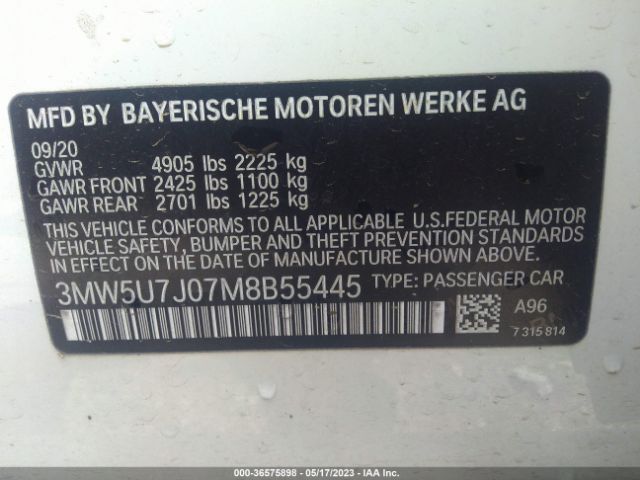 MFD BY BAYERISCHE MOTOREN WERKE AG
09/20
GVWR 4905 lbs 2225 kg
GAWR FRONT 2425 lbs 1100 kg
GAWR REAR 2701 lbs 1225 kg
THIS VEHICLE CONFORMS TO ALL APPLICABLE U.S.FEDERAL MOTOR
VEHICLE SAFETY, BUMPER AND THEFT PREVENTION STANDARDS
IN EFFECT ON THE DATE OF MANUFACTURE SHOWN ABOVE.
3MW5U7J07M8B55445 TYPE: PASSENGER CAR
A96
7 315 814
000-36575898 - 05/17/2023 - IAA Inc.